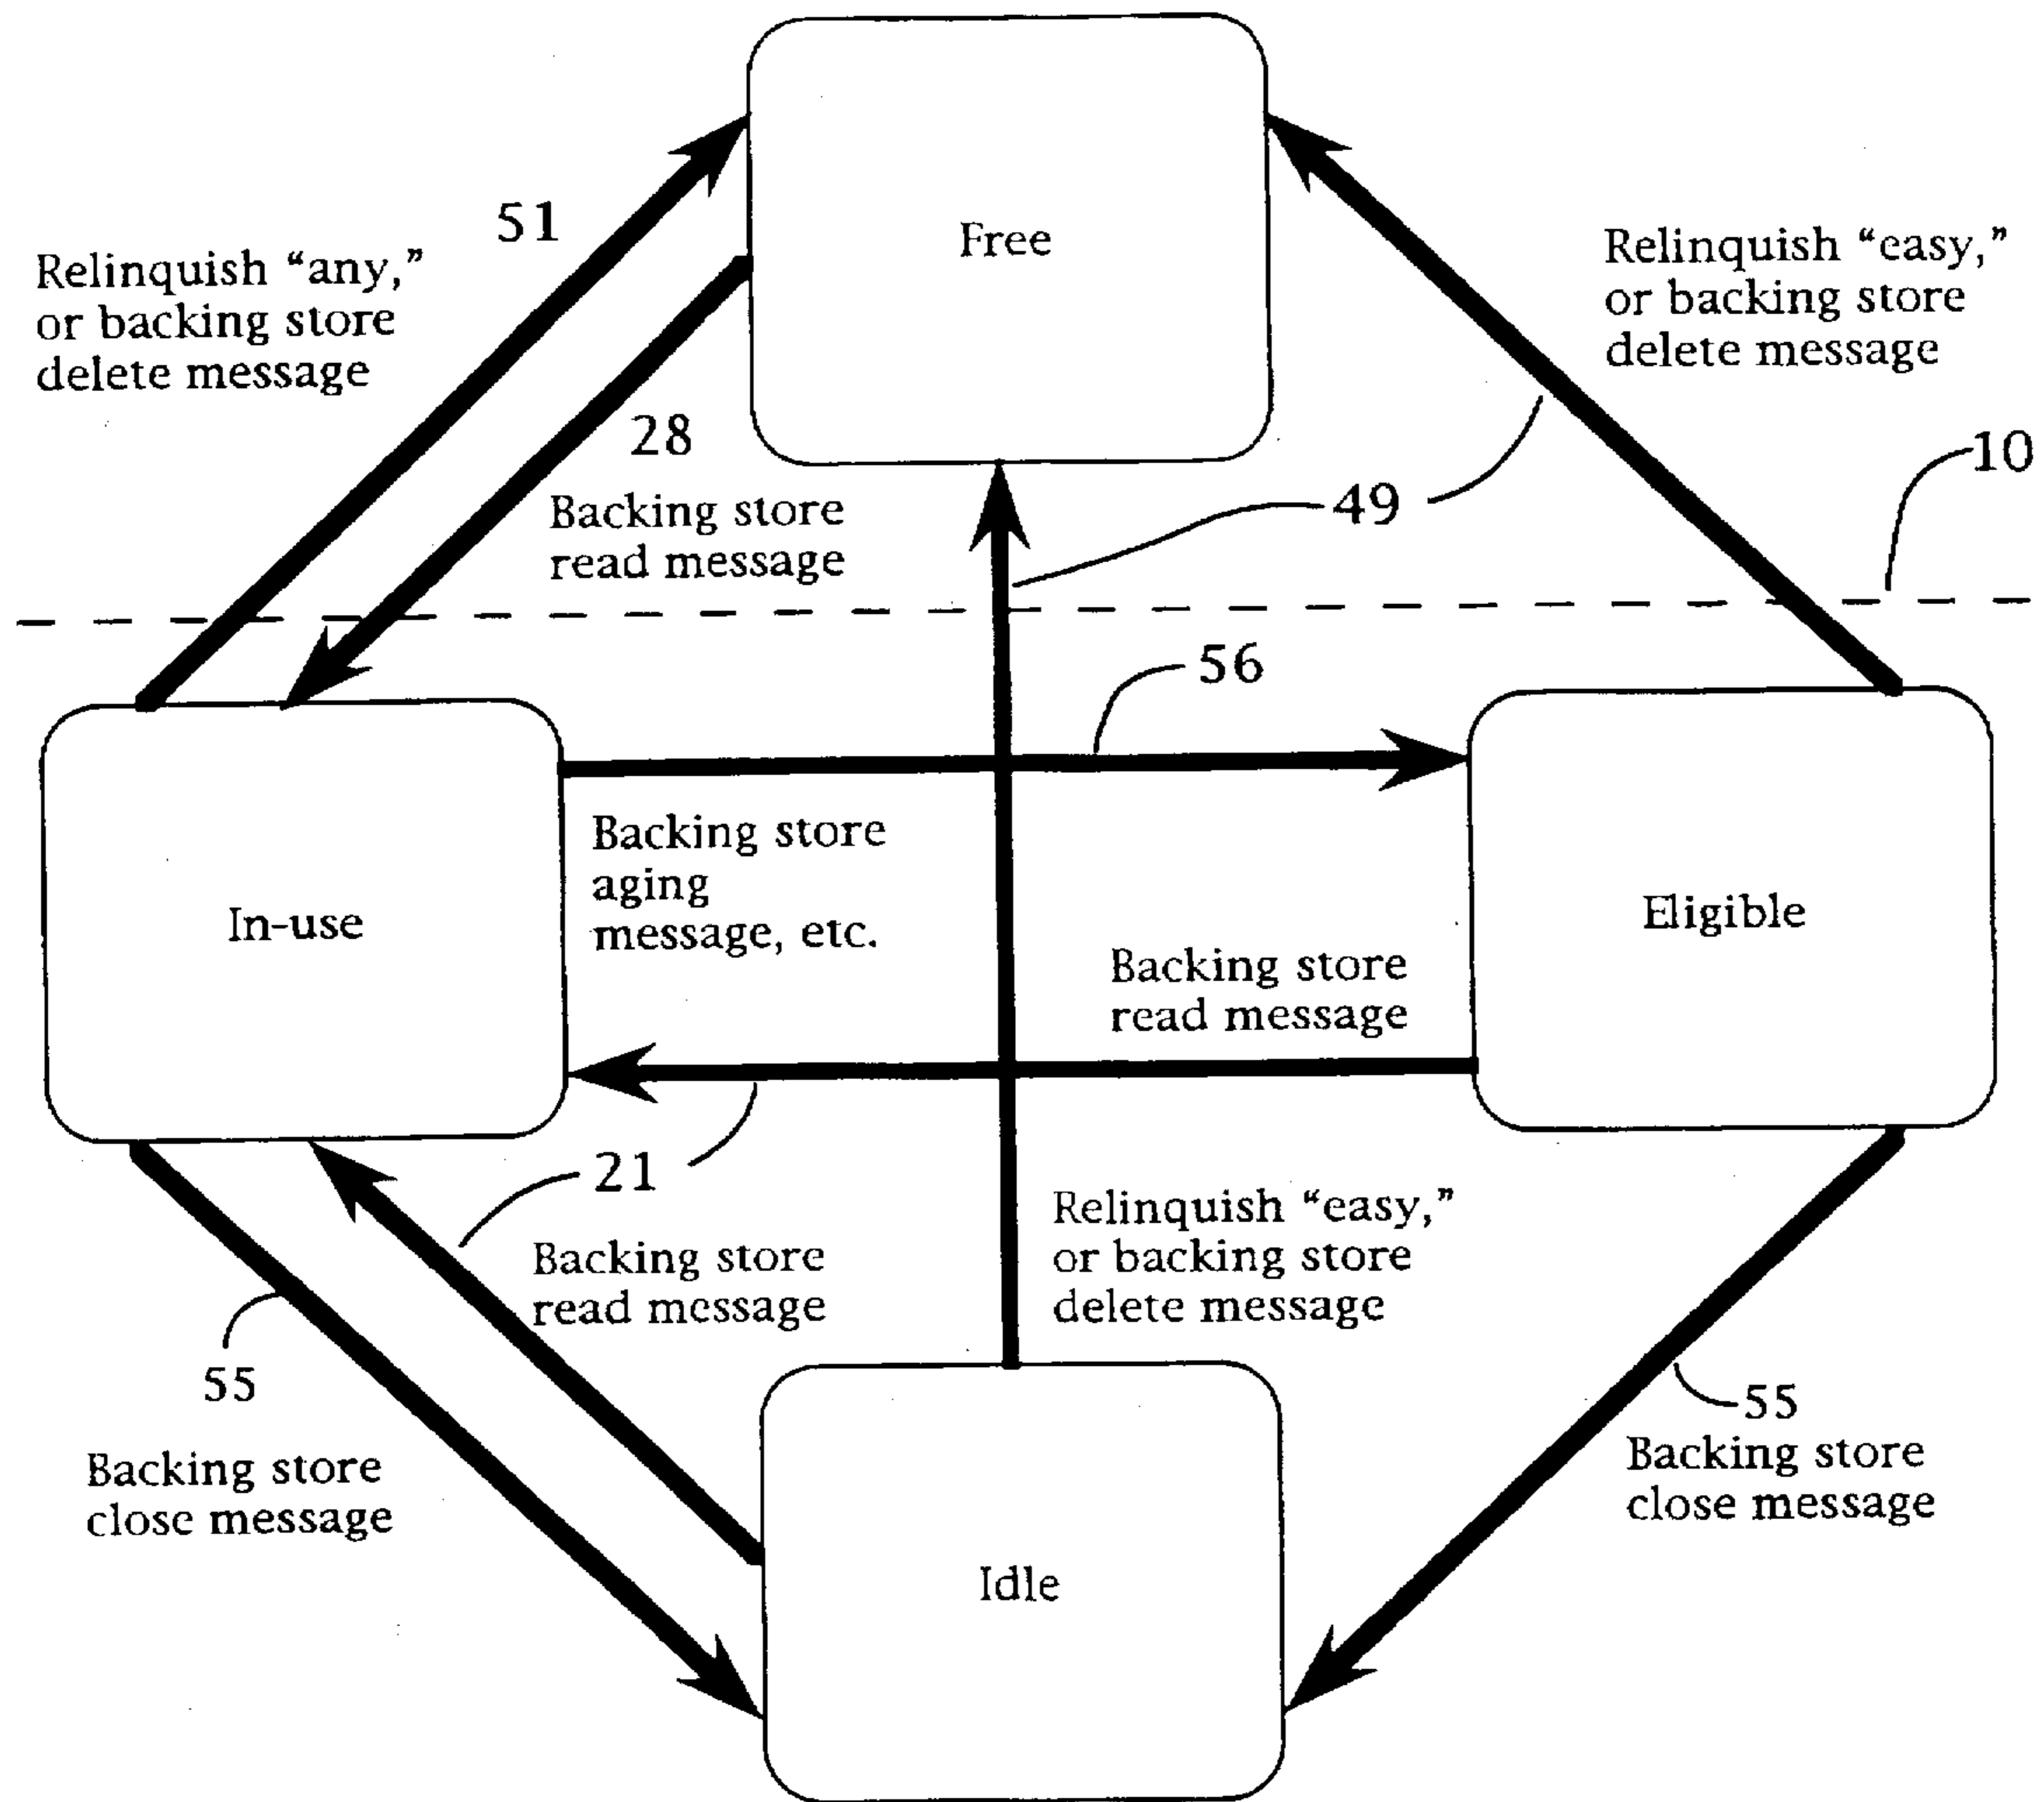 Free
51
Relinquish “any,”
or backing store
delete message
Relinquish “easy,”
or backing store
delete message
28
Backing store
read message
49
10
56
In-use
Backing store
aging
message, etc.
Eligible
Backing store
read message
21
Backing store
read message
Relinquish “easy,”
or backing store
delete message
55
Backing store
close message
55
Backing store
close message
Idle